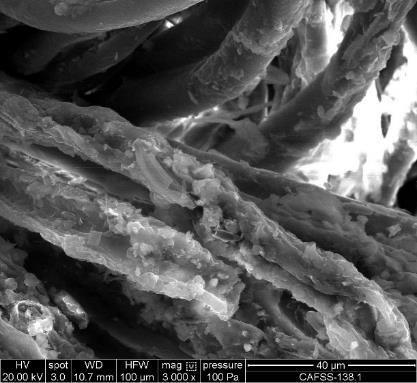 HV spot WD HFW mag pressure 40 µm
20.00 kV 3.0 10.7 mm 100 µm 3 000 x 100 Pa CAFSS-138.1